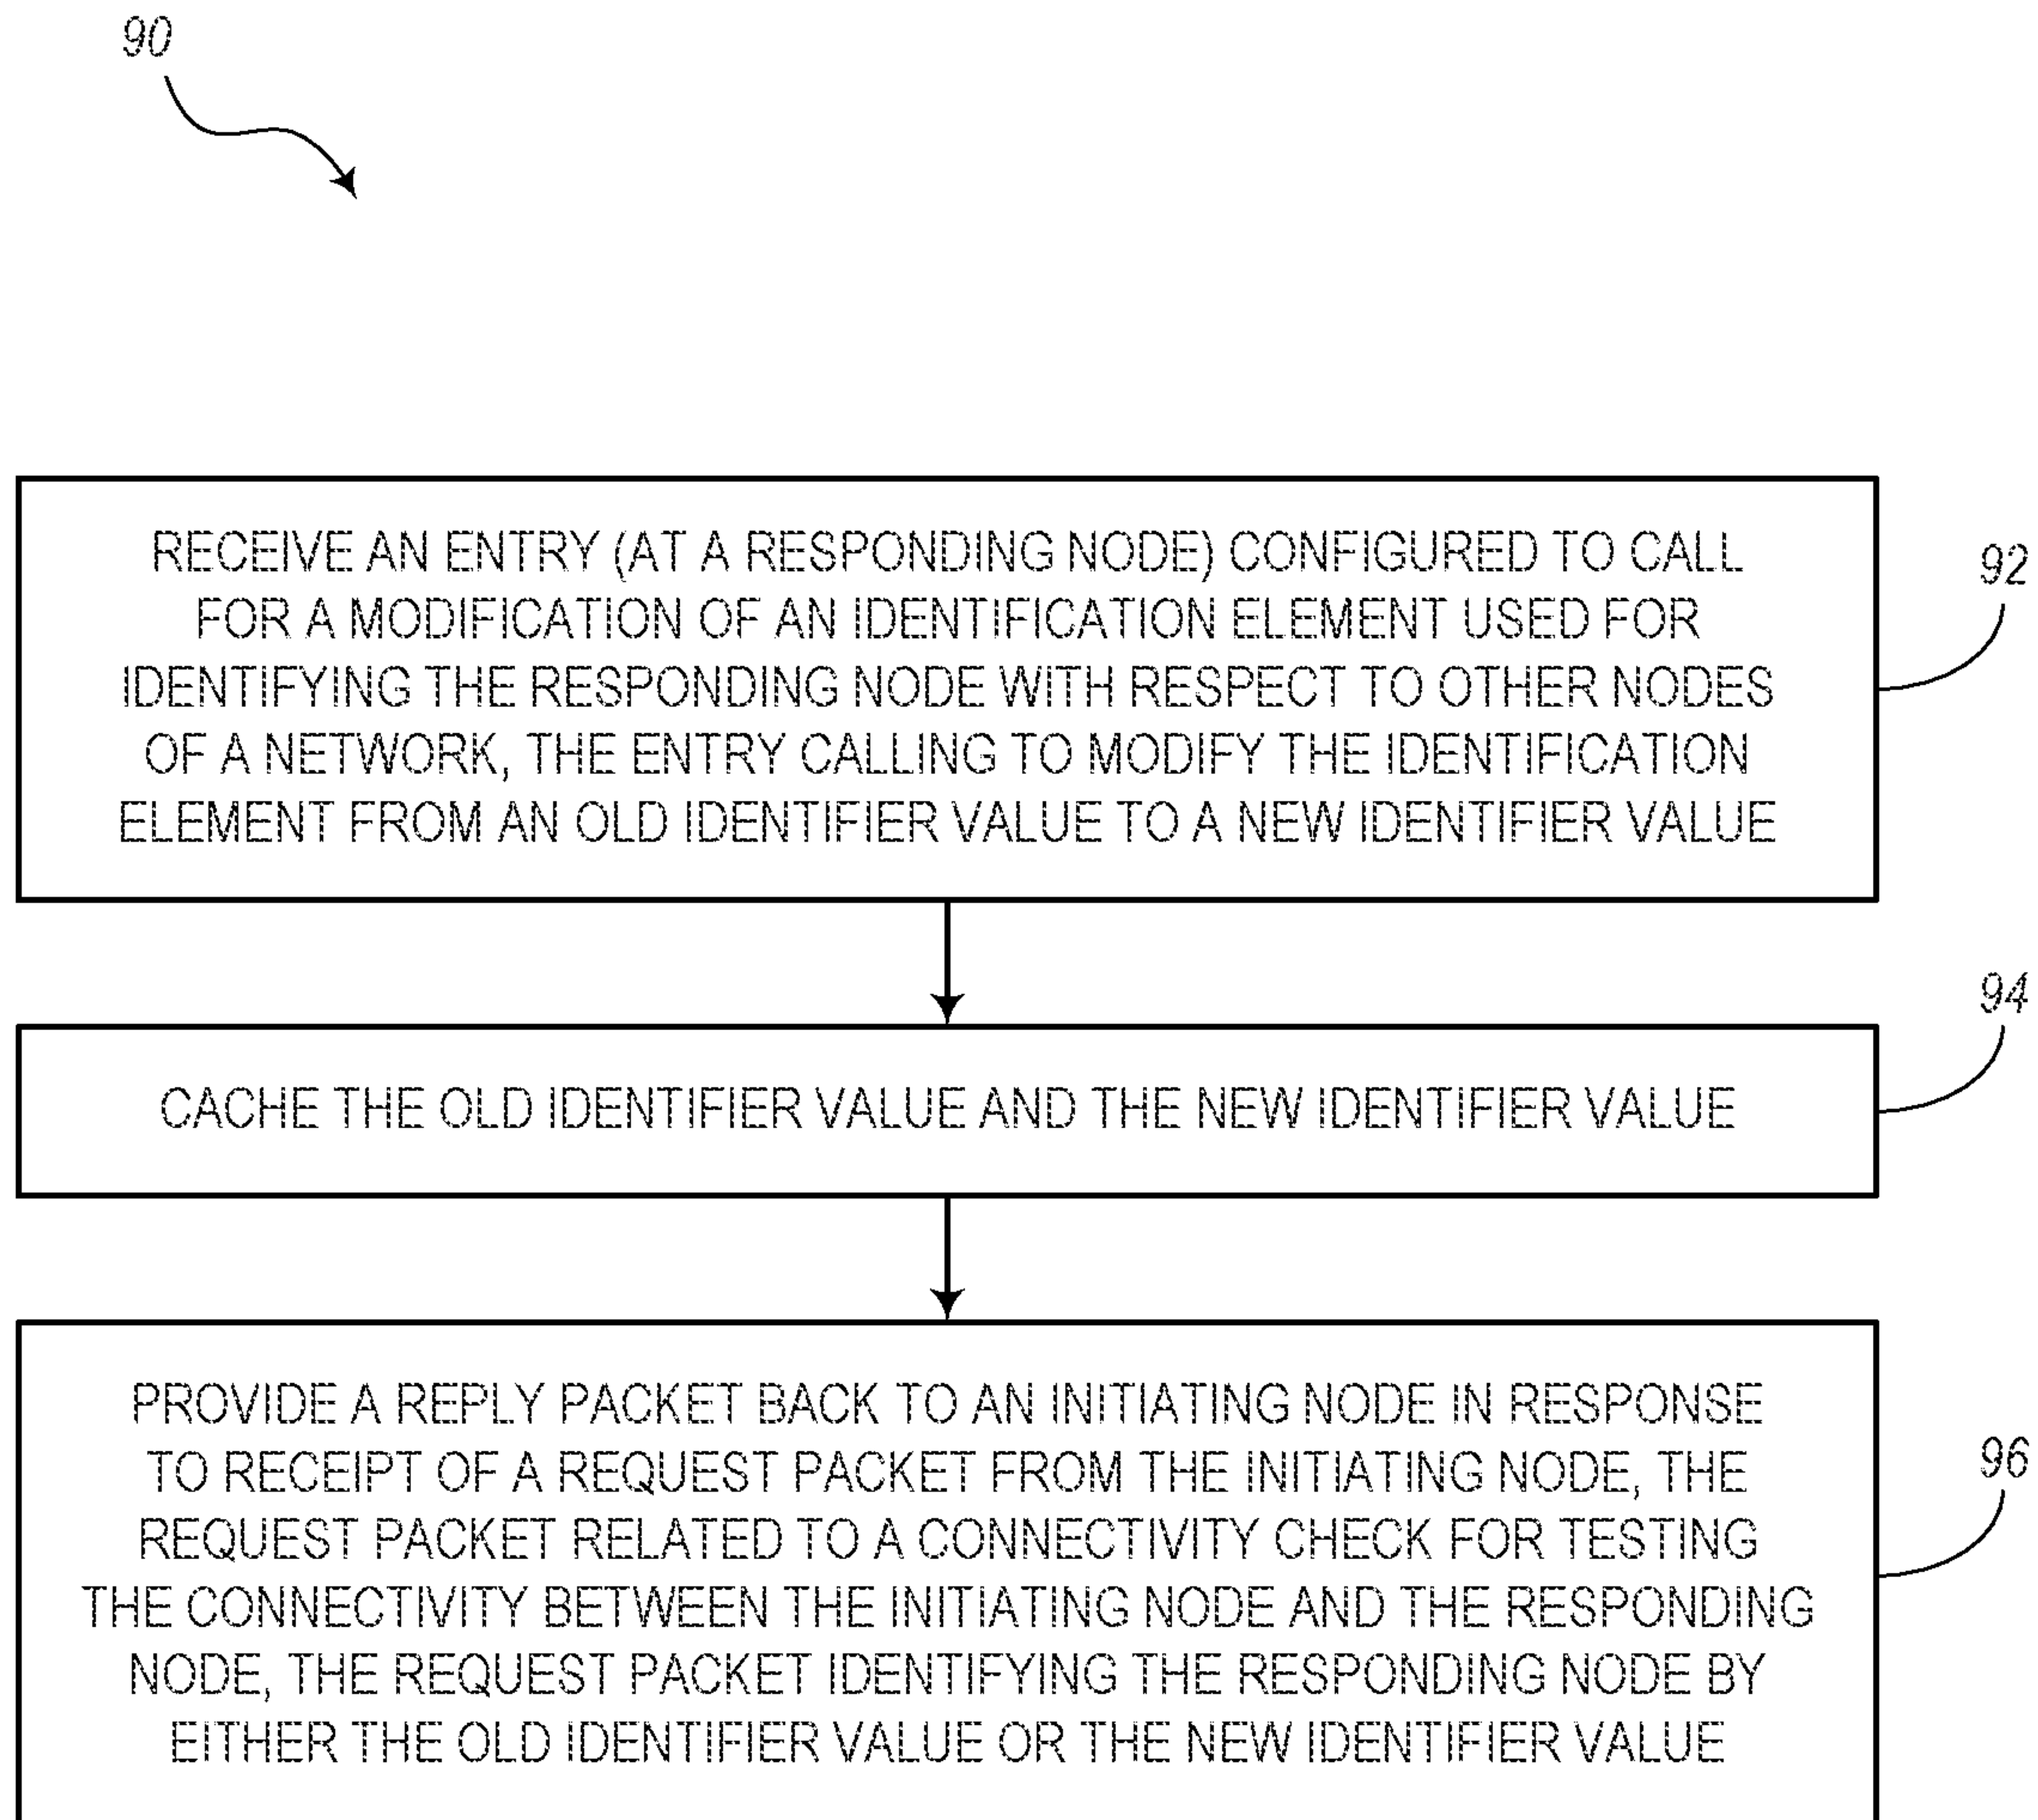 90
RECEIVE AN ENTRY (AT A RESPONDING NODE) CONFIGURED TO CALL
FOR A MODIFICATION OF AN IDENTIFICATION ELEMENT USED FOR
IDENTIFYING THE RESPONDING NODE WITH RESPECT TO OTHER NODES
OF A NETWORK, THE ENTRY CALLING TO MODIFY THE IDENTIFICATION
ELEMENT FROM AN OLD IDENTIFIER VALUE TO A NEW IDENTIFIER VALUE
92
CACHE THE OLD IDENTIFIER VALUE AND THE NEW IDENTIFIER VALUE
94
PROVIDE A REPLY PACKET BACK TO AN INITIATING NODE IN RESPONSE
TO RECEIPT OF A REQUEST PACKET FROM THE INITIATING NODE, THE
REQUEST PACKET RELATED TO A CONNECTIVITY CHECK FOR TESTING
THE CONNECTIVITY BETWEEN THE INITIATING NODE AND THE RESPONDING
NODE, THE REQUEST PACKET IDENTIFYING THE RESPONDING NODE BY
EITHER THE OLD IDENTIFIER VALUE OR THE NEW IDENTIFIER VALUE
96